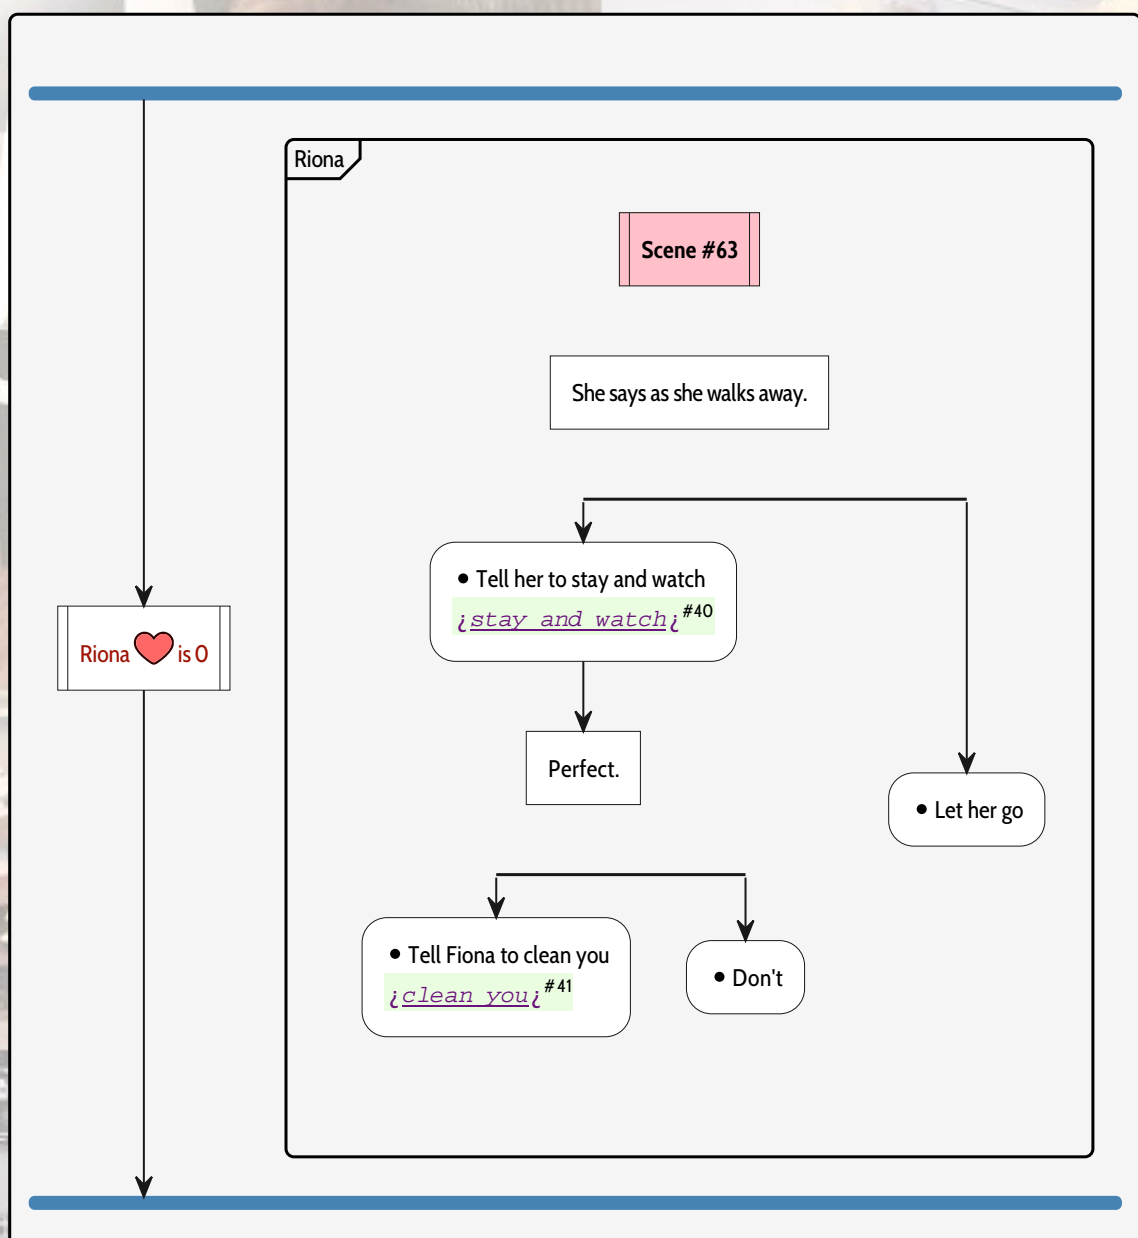 Riona
Scene #63
She says as she walks away.
• Tell her to stay and watch
¿stay and watch¿#40
Riona is 0
Perfect.
• Let her go
• Tell Fiona to clean you
¿clean you¿#41
• Don't